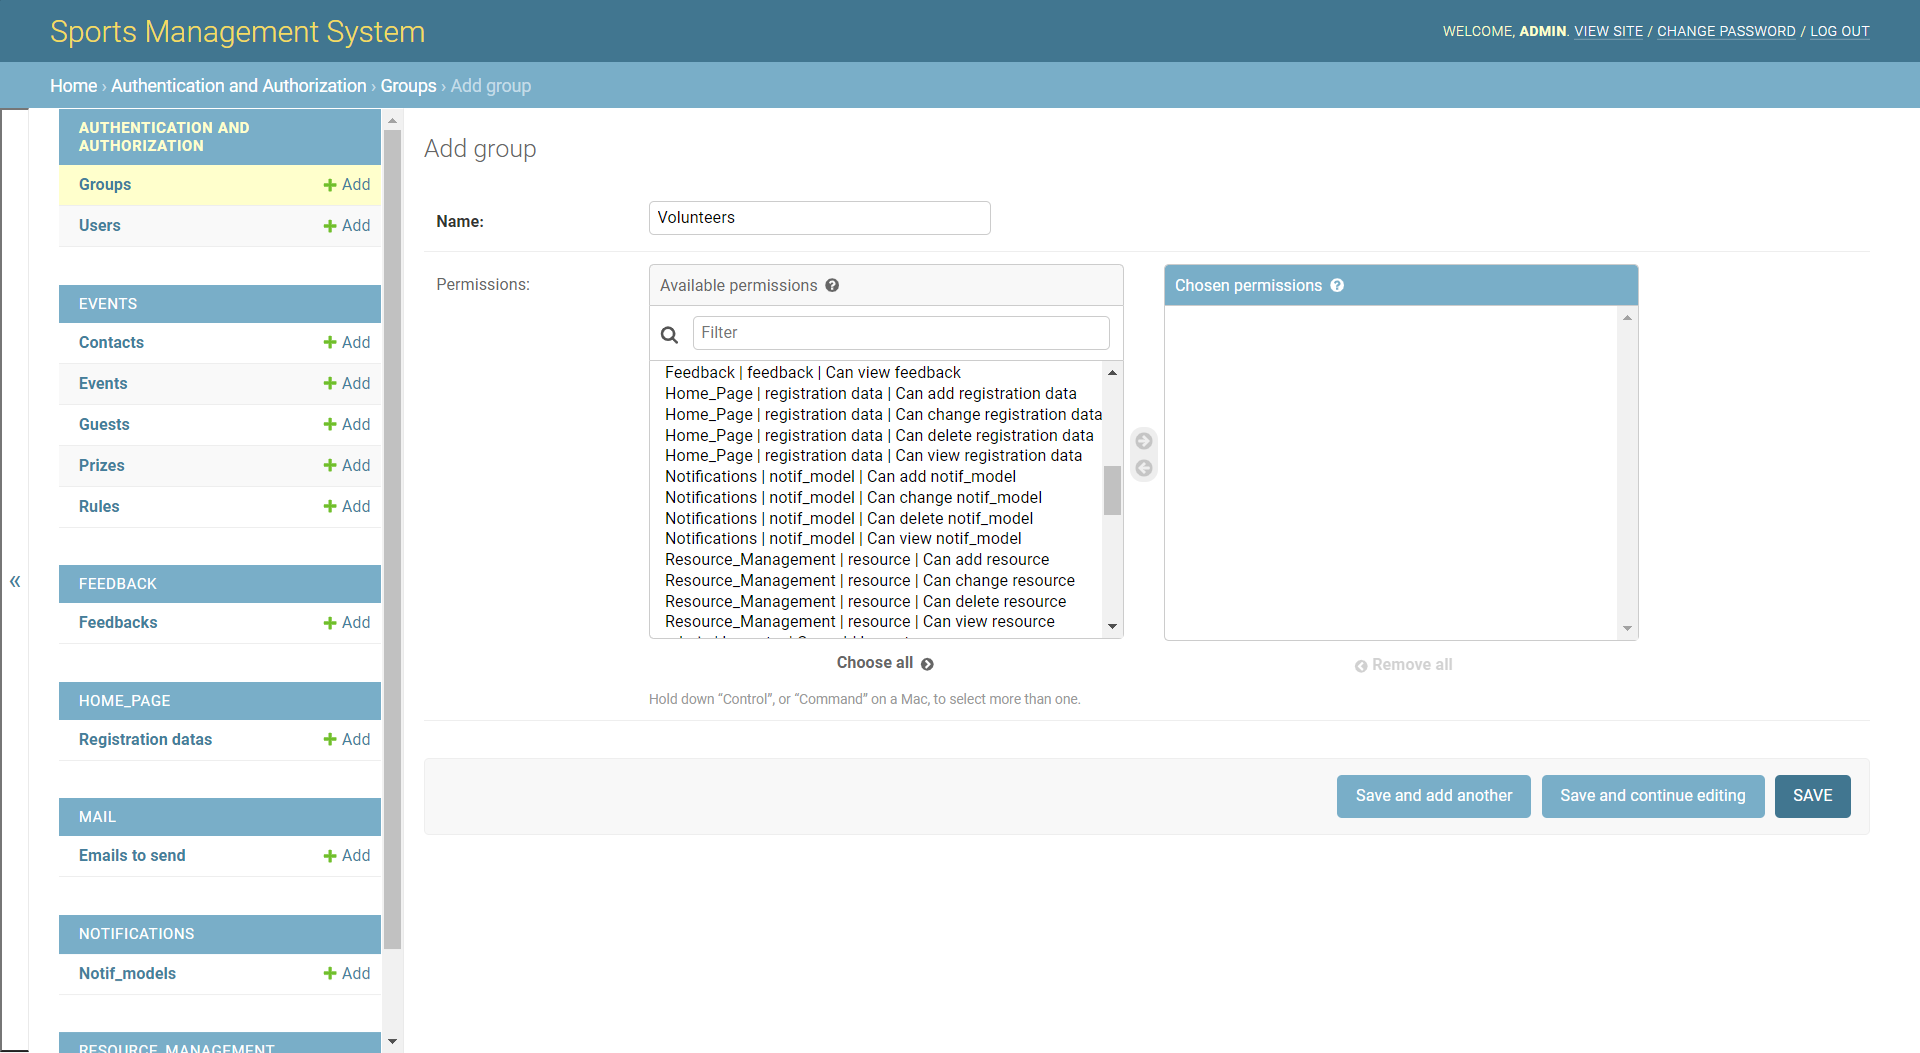 Sports Management System
WELCOME, ADMIN. VIEW SITE / CHANGE PASSWORD / LOG OUT
Home › Authentication and Authorization › Groups › Add group
AUTHENTICATION AND
AUTHORIZATION
Groups
Add
Users
Add
EVENTS
Contacts
Add
Events
Add
Guests
Add
Prizes
Add
Rules
Add
FEEDBACK
Feedbacks
Add
HOME_PAGE
Registration datas
Add
MAIL
Emails to send
Add
NOTIFICATIONS
Notif_models
Add
RESOURCE_MANAGEMENT
«
Add group
Name:
Volunteers
Permissions:
Available permissions
Filter
Feedback | feedback | Can view feedback
Home_Page | registration data | Can add registration data
Home_Page | registration data | Can change registration data
Home_Page | registration data | Can delete registration data
Home_Page | registration data | Can view registration data
Notifications | notif_model | Can add notif_model
Notifications | notif_model | Can change notif_model
Notifications | notif_model | Can delete notif_model
Notifications | notif_model | Can view notif_model
Resource_Management | resource | Can add resource
Resource_Management | resource | Can change resource
Resource_Management | resource | Can delete resource
Resource_Management | resource | Can view resource
Choose all
Hold down “Control”, or “Command” on a Mac, to select more than one.
Chosen permissions
Remove all
Save and add another
Save and continue editing
SAVE